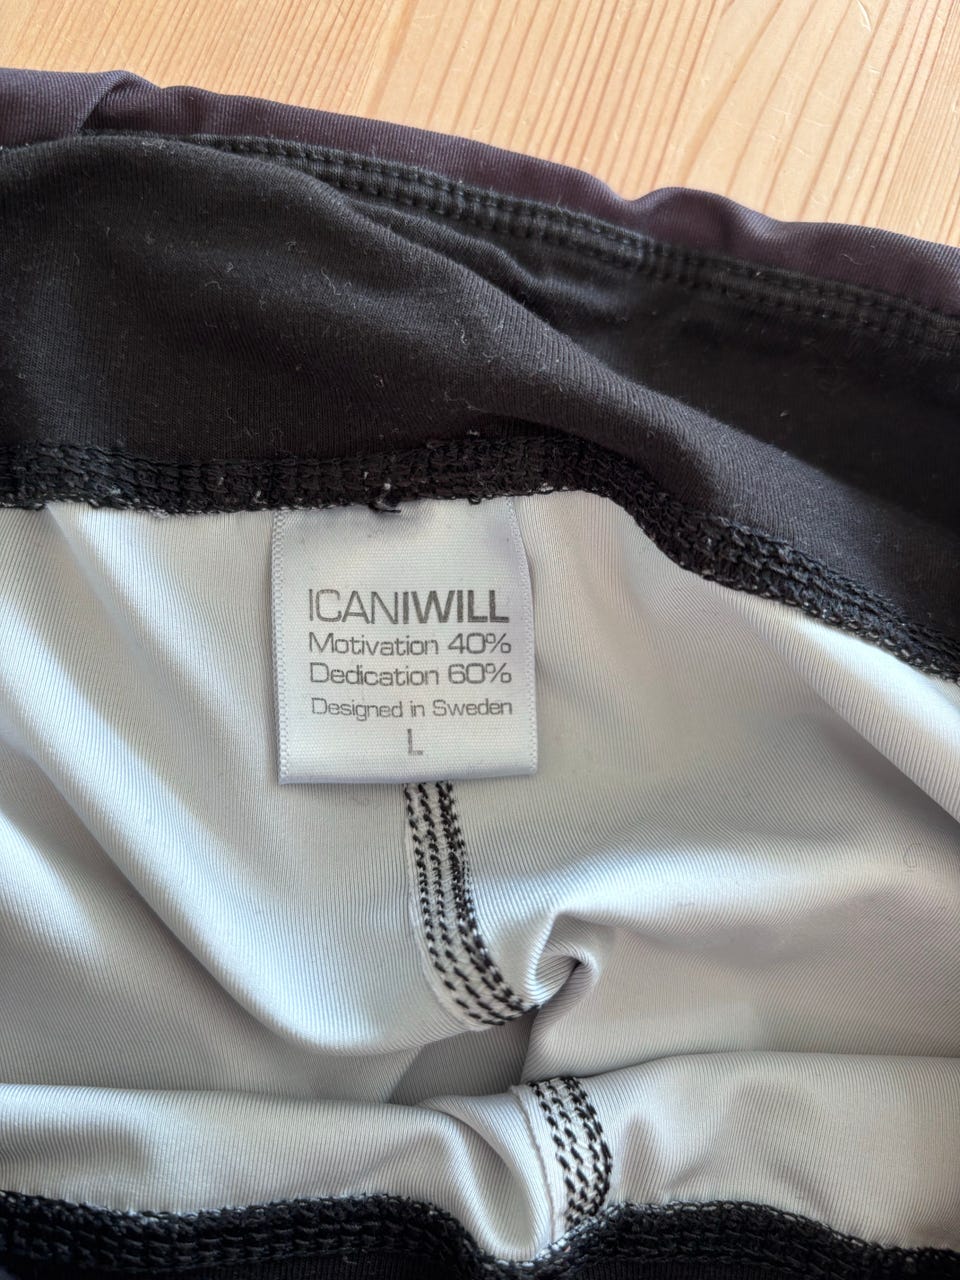 ICANIWILL
Motivation 40%
Dedication 60%
Designed in Sweden
L